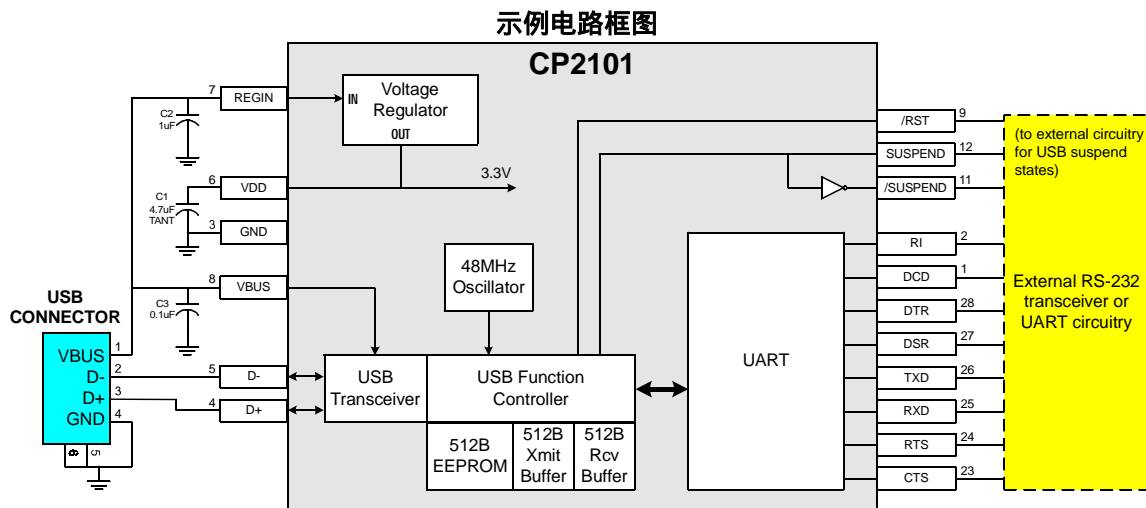 示例电路框图
CP2101
7
REGIN
IN
Voltage
Regulator
OUT
C2
1uF
6
VDD
3.3V
C1
4.7uF
TANT
3
GND
8
VBUS
C3
0.1uF
48MHz
Oscillator
USB
CONNECTOR
VBUS
1
D-
2
D+
3
GND
4
5
5
D-
4
D+
USB
Transceiver
USB Function
Controller
512B
EEPROM
512B
Xmit
Buffer
512B
Rcv
Buffer
UART
/RST
9
SUSPEND
12
/SUSPEND
11
RI
2
DCD
1
DTR
28
DSR
27
TXD
26
RXD
25
RTS
24
CTS
23
(to external circuitry
for USB suspend
states)
External RS-232
transceiver or
UART circuitry